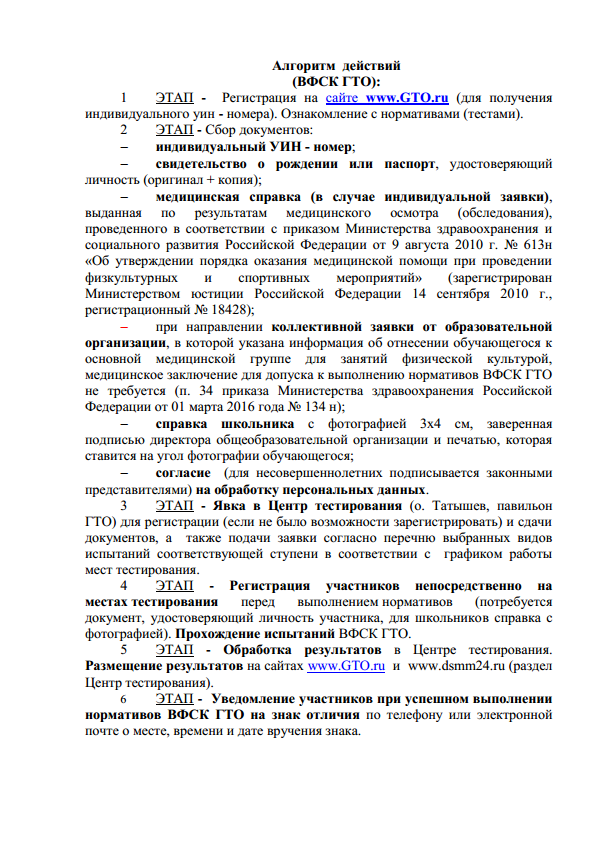 Алгоритм действий
(ВФСК ГТО):
1 ЭТАП - Регистрация на сайте www.GTO.ru (для получения
индивидуального уин - номера). Ознакомление с нормативами (тестами).
2 ЭТАП - Сбор документов:
– индивидуальный УИН - номер;
– свидетельство о рождении или паспорт, удостоверяющий
личность (оригинал + копия);
– медицинская справка (в случае индивидуальной заявки),
выданная по результатам медицинского осмотра (обследования),
проведенного в соответствии с приказом Министерства здравоохранения и
социального развития Российской Федерации от 9 августа 2010 г. № 613н
«Об утверждении порядка оказания медицинской помощи при проведении
физкультурных и спортивных мероприятий» (зарегистрирован
Министерством юстиции Российской Федерации 14 сентября 2010 г.,
регистрационный № 18428);
– при направлении коллективной заявки от образовательной
организации, в которой указана информация об отнесении обучающегося к
основной медицинской группе для занятий физической культурой,
медицинское заключение для допуска к выполнению нормативов ВФСК ГТО
не требуется (п. 34 приказа Министерства здравоохранения Российской
Федерации от 01 марта 2016 года № 134 н);
– справка школьника с фотографией 3х4 см, заверенная
подписью директора общеобразовательной организации и печатью, которая
ставится на угол фотографии обучающегося;
– согласие (для несовершеннолетних подписывается законными
представителями) на обработку персональных данных.
3 ЭТАП - Явка в Центр тестирования (о. Татышев, павильон
ГТО) для регистрации (если не было возможности зарегистрировать) и сдачи
документов, а также подачи заявки согласно перечню выбранных видов
испытаний соответствующей ступени в соответствии с графиком работы
мест тестирования.
4 ЭТАП - Регистрация участников непосредственно на
местах тестирования перед выполнением нормативов (потребуется
документ, удостоверяющий личность участника, для школьников справка с
фотографией). Прохождение испытаний ВФСК ГТО.
5 ЭТАП - Обработка результатов в Центре тестирования.
Размещение результатов на сайтах www.GTO.ru и www.dsmm24.ru (раздел
Центр тестирования).
6 ЭТАП - Уведомление участников при успешном выполнении
нормативов ВФСК ГТО на знак отличия по телефону или электронной
почте о месте, времени и дате вручения знака.